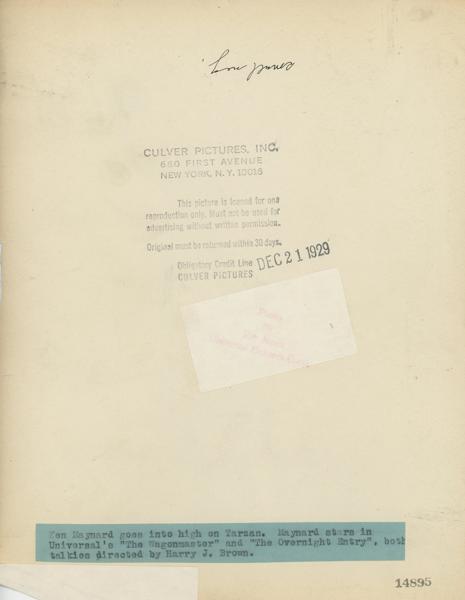 CULVER PICTURES, INC.
660 FIRST AVENUE
NEW YORK, N.Y. 10016
This picture is loaned for one
reproduction only. Must not be used for
advertising without written permission.
Original must be returned within 30 days.
Obligatory Credit Line
CULVER PICTURES
DEC 21 1929
Ken Maynard goes into high on Tarzan. Maynard stars in
Universal's "The Wagonmaster" and "The Overnight Entry", both
talkies directed by Harry J. Brown.
14895